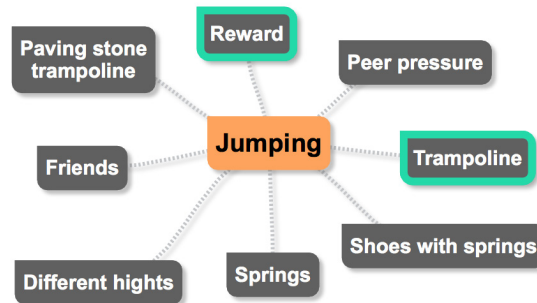 Reward
Paving stone
trampoline
Peer pressure
Jumping
Trampoline
Friends
Shoes with springs
Different hights
Springs